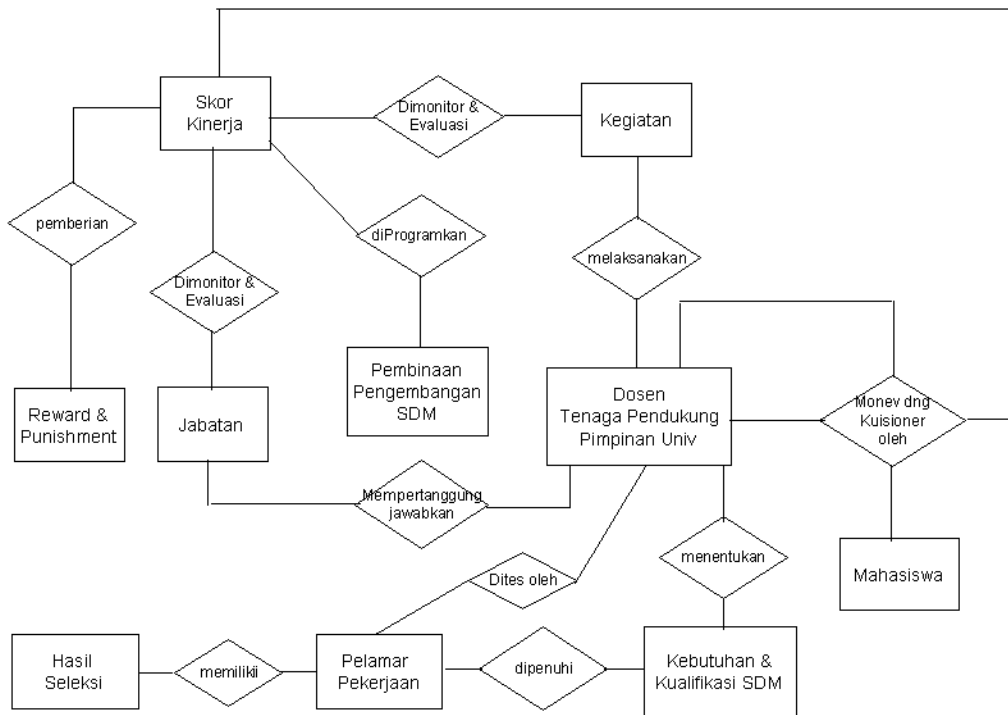 Skor
Kinerja
Dimonitor &
Evaluasi
Kegiatan
pemberian
diProgramkan
melaksanakan
Dimonitor &
Evaluasi
Reward &
Punishment
Jabatan
Pembinaan
Pengembangan
SDM
Dosen
Tenaga Pendukung
Pimpinan Univ
Monev dng
Kuisioner
oleh
Mempertanggung
jawabkan
menentukan
Mahasiswa
Dites oleh
Hasil
Seleksi
memilikii
Pelamar
Pekerjaan
dipenuhi
Kebutuhan &
Kualifikasi SDM